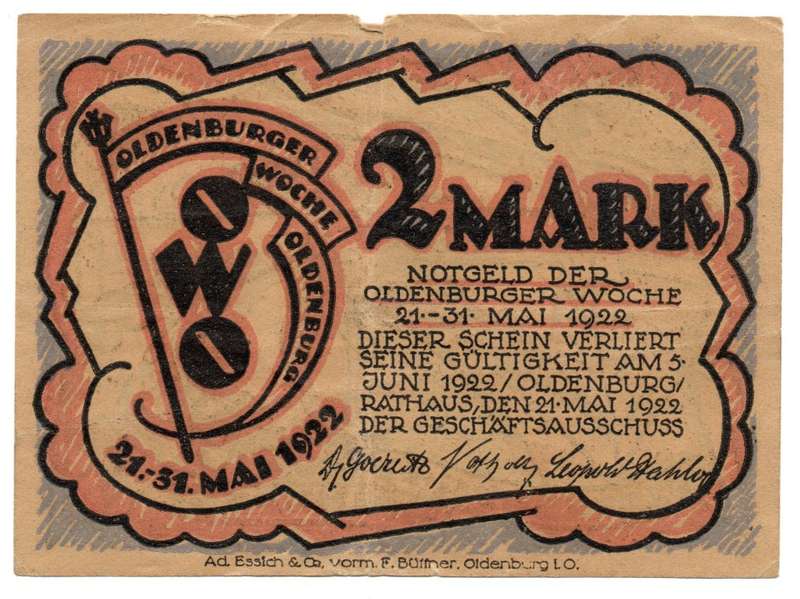 OLDENBURGER
WOCHE
OLDENBURG
OWO
21.-31. MAI 1922
2 MARK
NOTGELD DER
OLDENBURGER WOCHE
21.-31. MAI 1922
DIESER SCHEIN VERLIERT
SEINE GÜLTIGKEIT AM 5.
JUNI 1922/OLDENBURG/
RATHAUS, DEN 21. MAI 1922
DER GESCHÄFTSAUSSCHUSS
Leopold
Ad. Essich & Co., vorm. F. Büttner, Oldenburg I.O.